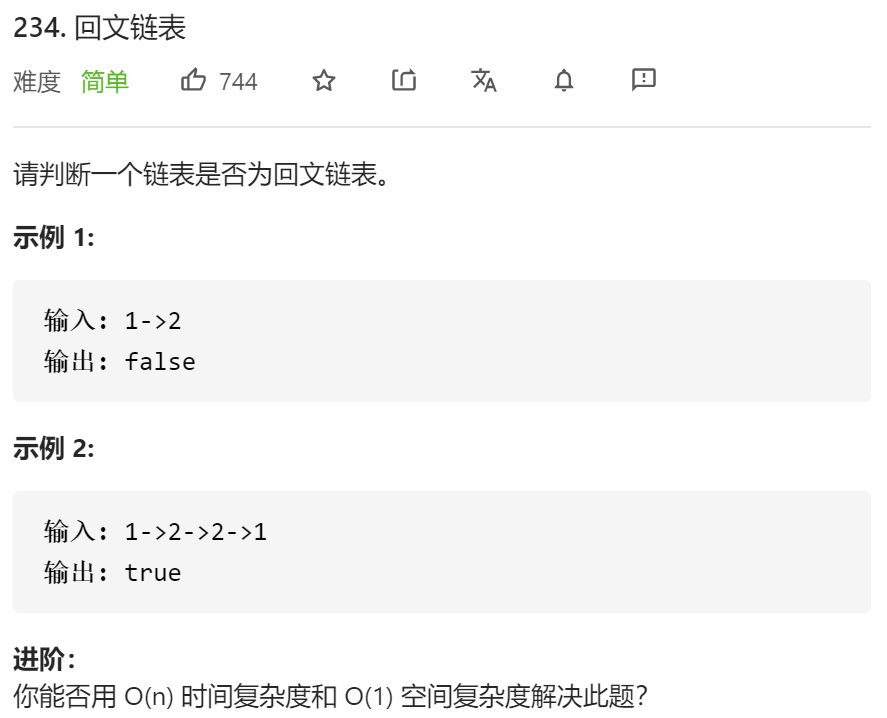 234. 回文链表
难度 简单 744
请判断一个链表是否为回文链表。
示例 1:
输入: 1->2
输出: false
示例 2:
输入: 1->2->2->1
输出: true
进阶：
你能否用 O(n) 时间复杂度和 O(1) 空间复杂度解决此题？